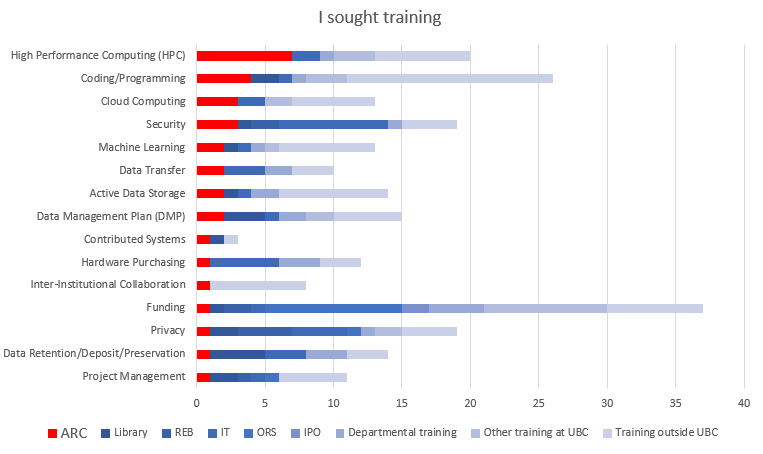 I sought training
High Performance Computing (HPC)
Coding/Programming
Cloud Computing
Security
Machine Learning
Data Transfer
Active Data Storage
Data Management Plan (DMP)
Contributed Systems
Hardware Purchasing
Inter-Institutional Collaboration
Funding
Privacy
Data Retention/Deposit/Preservation
Project Management
0 5 10 15 20 25 30 35 40
ARC Library REB IT ORS IPO Departmental training Other training at UBC Training outside UBC